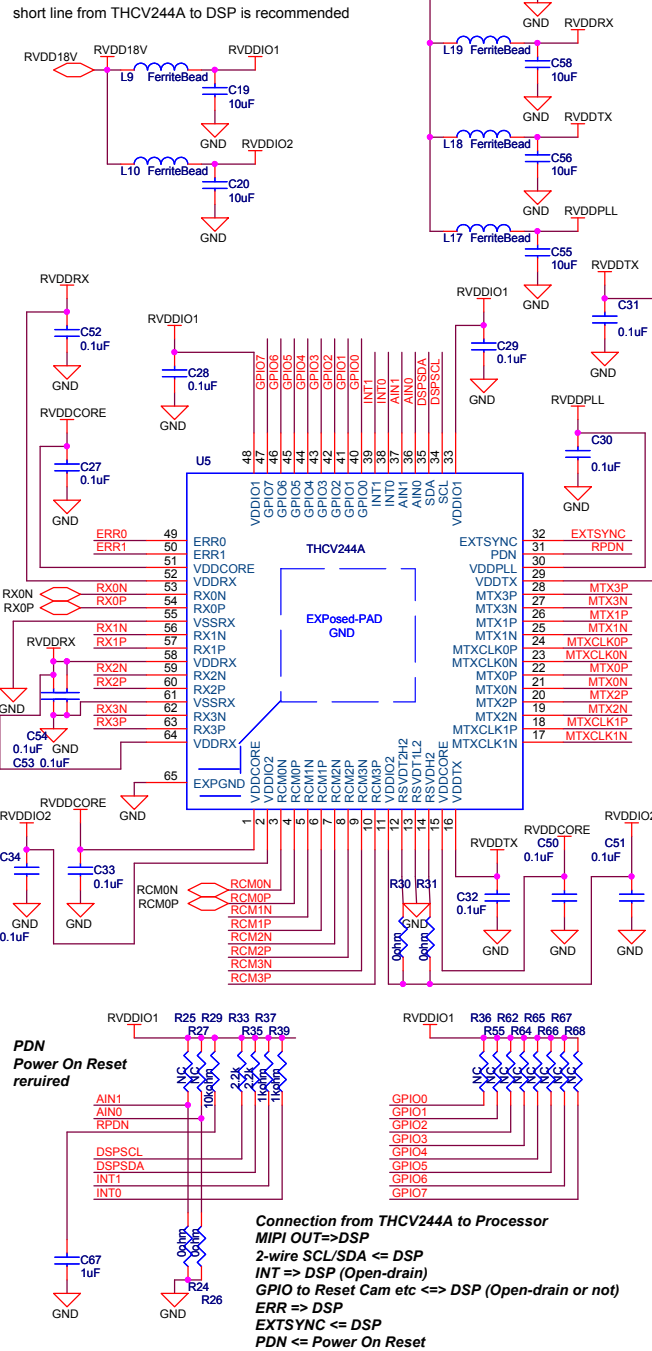 short line from THCV244A to DSP is recommended
GND
RVDDRX
RVDD18V
RVDD18V
L9 FerriteBead
RVDDIO1
C19
10uF
GND
L10 FerriteBead
RVDDIO2
C20
10uF
GND
L19 FerriteBead
C58
10uF
GND
RVDDTX
L18 FerriteBead
C56
10uF
GND
RVDDPLL
L17 FerriteBead
C55
10uF
GND
RVDDRX
C52
0.1uF
GND
RVDDIO1
C28
0.1uF
GND
RVDDIO1
C29
0.1uF
GND
RVDDTX
C31
0.1uF
GND
RVDDCORE
C27
0.1uF
GND
RVDDPLL
C30
0.1uF
GND
GPIO7
GPIO6
GPIO5
GPIO4
GPIO3
GPIO2
GPIO1
GPIO0
INT1
INT0
AIN1
AIN0
DSPSDA
DSPSCL
48
47
46
45
44
43
42
41
40
39
38
37
36
35
34
33
U5
VDDIO1
GPIO7
GPIO6
GPIO5
GPIO4
GPIO3
GPIO2
GPIO1
GPIO0
INT1
INT0
AIN1
AIN0
SDA
SCL
VDDIO1
THCV244A
EXPosed-PAD
GND
ERR0 49 ERR0
ERR1 50 ERR1
51 VDDCORE
52 VDDRX
RX0N RX0N 53 RX0N
RX0P RX0P 54 RX0P
55 VSSRX
RX1N 56 RX1N
RX1P 57 RX1P
RVDDRX
58 VDDRX
RX2N 59 RX2N
RX2P 60 RX2P
61 VSSRX
RX3N 62 RX3N
RX3P 63 RX3P
64 VDDRX
65 EXPGND
GND
C54
0.1uF
GND
C53 0.1uF
GND
EXTSYNC 32 EXTSYNC
PDN 31 RPDN
VDDPLL 30
VDDTX 29
MTX3P 28 MTX3P
MTX3N 27 MTX3N
MTX1P 26 MTX1P
MTX1N 25 MTX1N
MTXCLK0P 24 MTXCLK0P
MTXCLK0N 23 MTXCLK0N
MTX0P 22 MTX0P
MTX0N 21 MTX0N
MTX2P 20 MTX2P
MTX2N 19 MTX2N
MTXCLK1P 18 MTXCLK1P
MTXCLK1N 17 MTXCLK1N
VDDCORE
VDDIO2
RCM0N
RCM0P
RCM1N
RCM1P
RCM2N
RCM2P
RCM3N
RCM3P
VDDIO2
RSVDT2H2
RSVDT1L2
RSVDH2
VDDCORE
VDDTX
1
2
3
4
5
6
7
8
9
10
11
12
13
14
15
16
RVDDIO2
C34
0.1uF
GND
RVDDCORE
C33
0.1uF
GND
RCM0N RCM0N
RCM0P RCM0P
RCM1N
RCM1P
RCM2N
RCM2P
RCM3N
RCM3P
R30
0ohm
R31
0ohm
GND
RVDDTX
C32
0.1uF
GND
RVDDCORE
C50
0.1uF
GND
RVDDIO2
C51
0.1uF
GND
PDN
Power On Reset
reruired
RVDDIO1
R25
R27
R29
R33
R35
R37
R39
NC
NC
10kohm
2.2k
2.2k
1kohm
1kohm
AIN1
AIN0
RPDN
DSPSCL
DSPSDA
INT1
INT0
C67
1uF
GND
0ohm
0ohm
R24
R26
GND
RVDDIO1
R36
R55
R62
R64
R65
R66
R67
R68
NC
NC
NC
NC
NC
NC
NC
NC
GPIO0
GPIO1
GPIO2
GPIO3
GPIO4
GPIO5
GPIO6
GPIO7
Connection from THCV244A to Processor
MIPI OUT=>DSP
2-wire SCL/SDA <= DSP
INT => DSP (Open-drain)
GPIO to Reset Cam etc <=> DSP (Open-drain or not)
ERR => DSP
EXTSYNC <= DSP
PDN <= Power On Reset